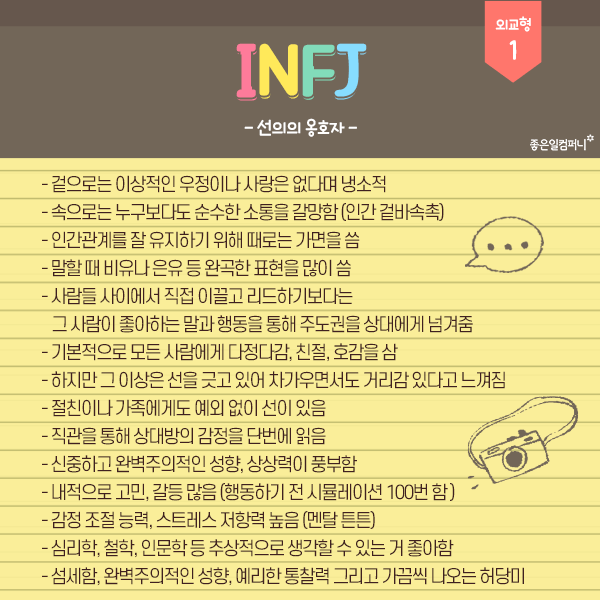 외교형
1
INFJ
- 선의의 옹호자 -
좋은일컴퍼니
- 겉으로는 이상적인 우정이나 사랑은 없다며 냉소적
- 속으로는 누구보다도 순수한 소통을 갈망함 (인간 겉바속촉)
- 인간관계를 잘 유지하기 위해 때로는 가면을 씀
- 말할 때 비유나 은유 등 완곡한 표현을 많이 씀
- 사람들 사이에서 직접 이끌고 리드하기보다는
그 사람이 좋아하는 말과 행동을 통해 주도권을 상대에게 넘겨줌
- 기본적으로 모든 사람에게 다정다감, 친절, 호감을 삼
- 하지만 그 이상은 선을 긋고 있어 차가우면서도 거리감 있다고 느껴짐
- 절친이나 가족에게도 예외 없이 선이 있음
- 직관을 통해 상대방의 감정을 단번에 읽음
- 신중하고 완벽주의적인 성향, 상상력이 풍부함
- 내적으로 고민, 갈등 많음 (행동하기 전 시뮬레이션 100번 함 )
- 감정 조절 능력, 스트레스 저항력 높음 (멘탈 튼튼)
- 심리학, 철학, 인문학 등 추상적으로 생각할 수 있는 거 좋아함
- 섬세함, 완벽주의적인 성향, 예리한 통찰력 그리고 가끔씩 나오는 허당미